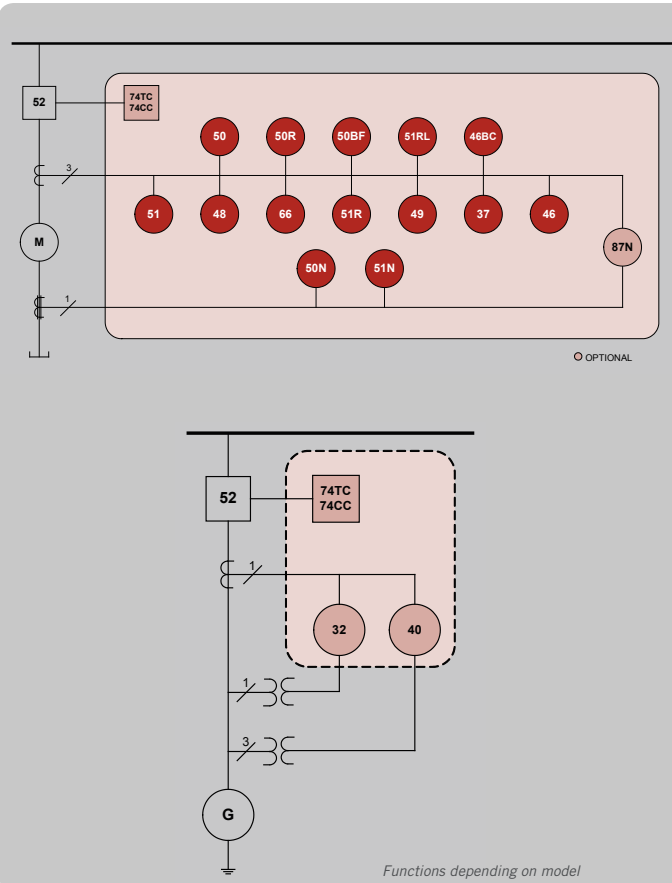 52
74TC
74CC
50
50R
50BF
51RL
46BC
3
51
48
66
51R
49
37
46
M
87N
50N
51N
1
OPTIONAL
52
74TC
74CC
1
32
40
1
3
G
Functions depending on model